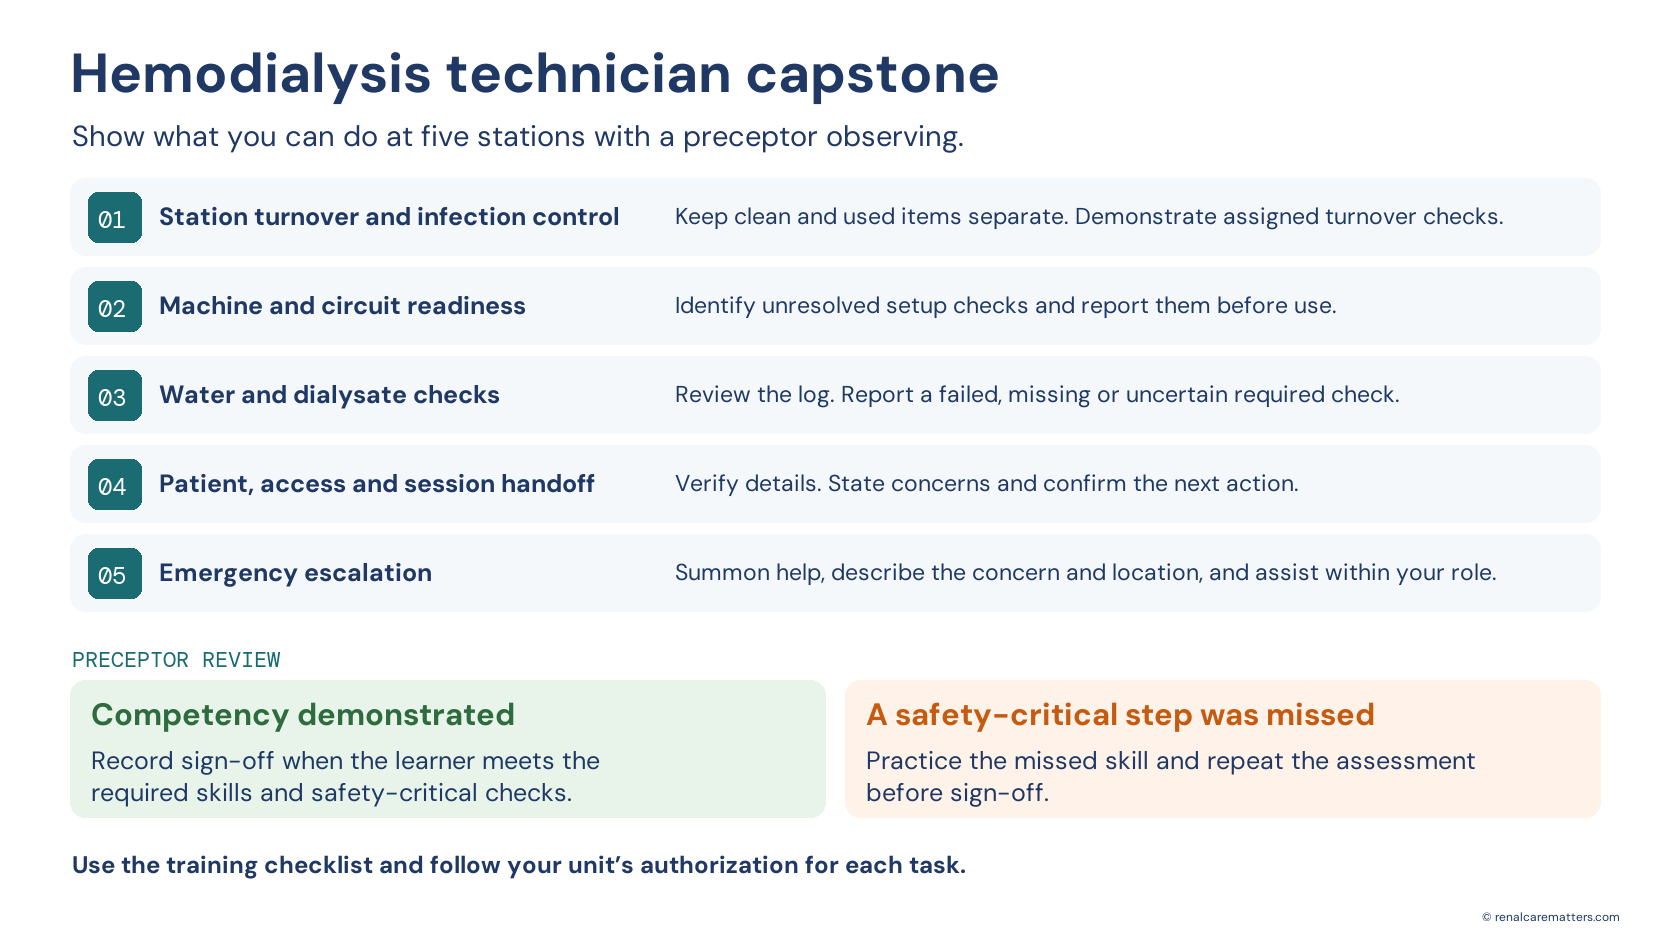 Hemodialysis technician capstone
Show what you can do at five stations with a preceptor observing.
01 Station turnover and infection control Keep clean and used items separate. Demonstrate assigned turnover checks.
02 Machine and circuit readiness Identify unresolved setup checks and report them before use.
03 Water and dialysate checks Review the log. Report a failed, missing or uncertain required check.
04 Patient, access and session handoff Verify details. State concerns and confirm the next action.
05 Emergency escalation Summon help, describe the concern and location, and assist within your role.
PRECEPTOR REVIEW
Competency demonstrated
Record sign-off when the learner meets the
required skills and safety-critical checks.
A safety-critical step was missed
Practice the missed skill and repeat the assessment
before sign-off.
Use the training checklist and follow your unit’s authorization for each task.
© renalcarematters.com